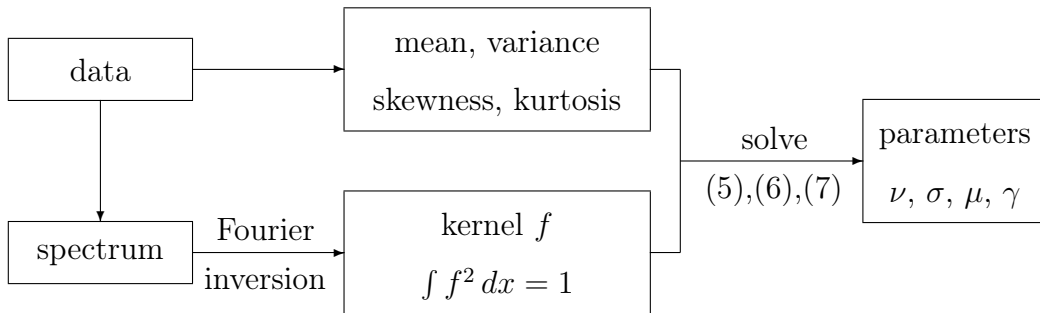 data
mean, variance
skewness, kurtosis
solve
(5),(6),(7)
parameters
ν, σ, μ, γ
spectrum
Fourier
inversion
kernel f
∫ f² dx = 1